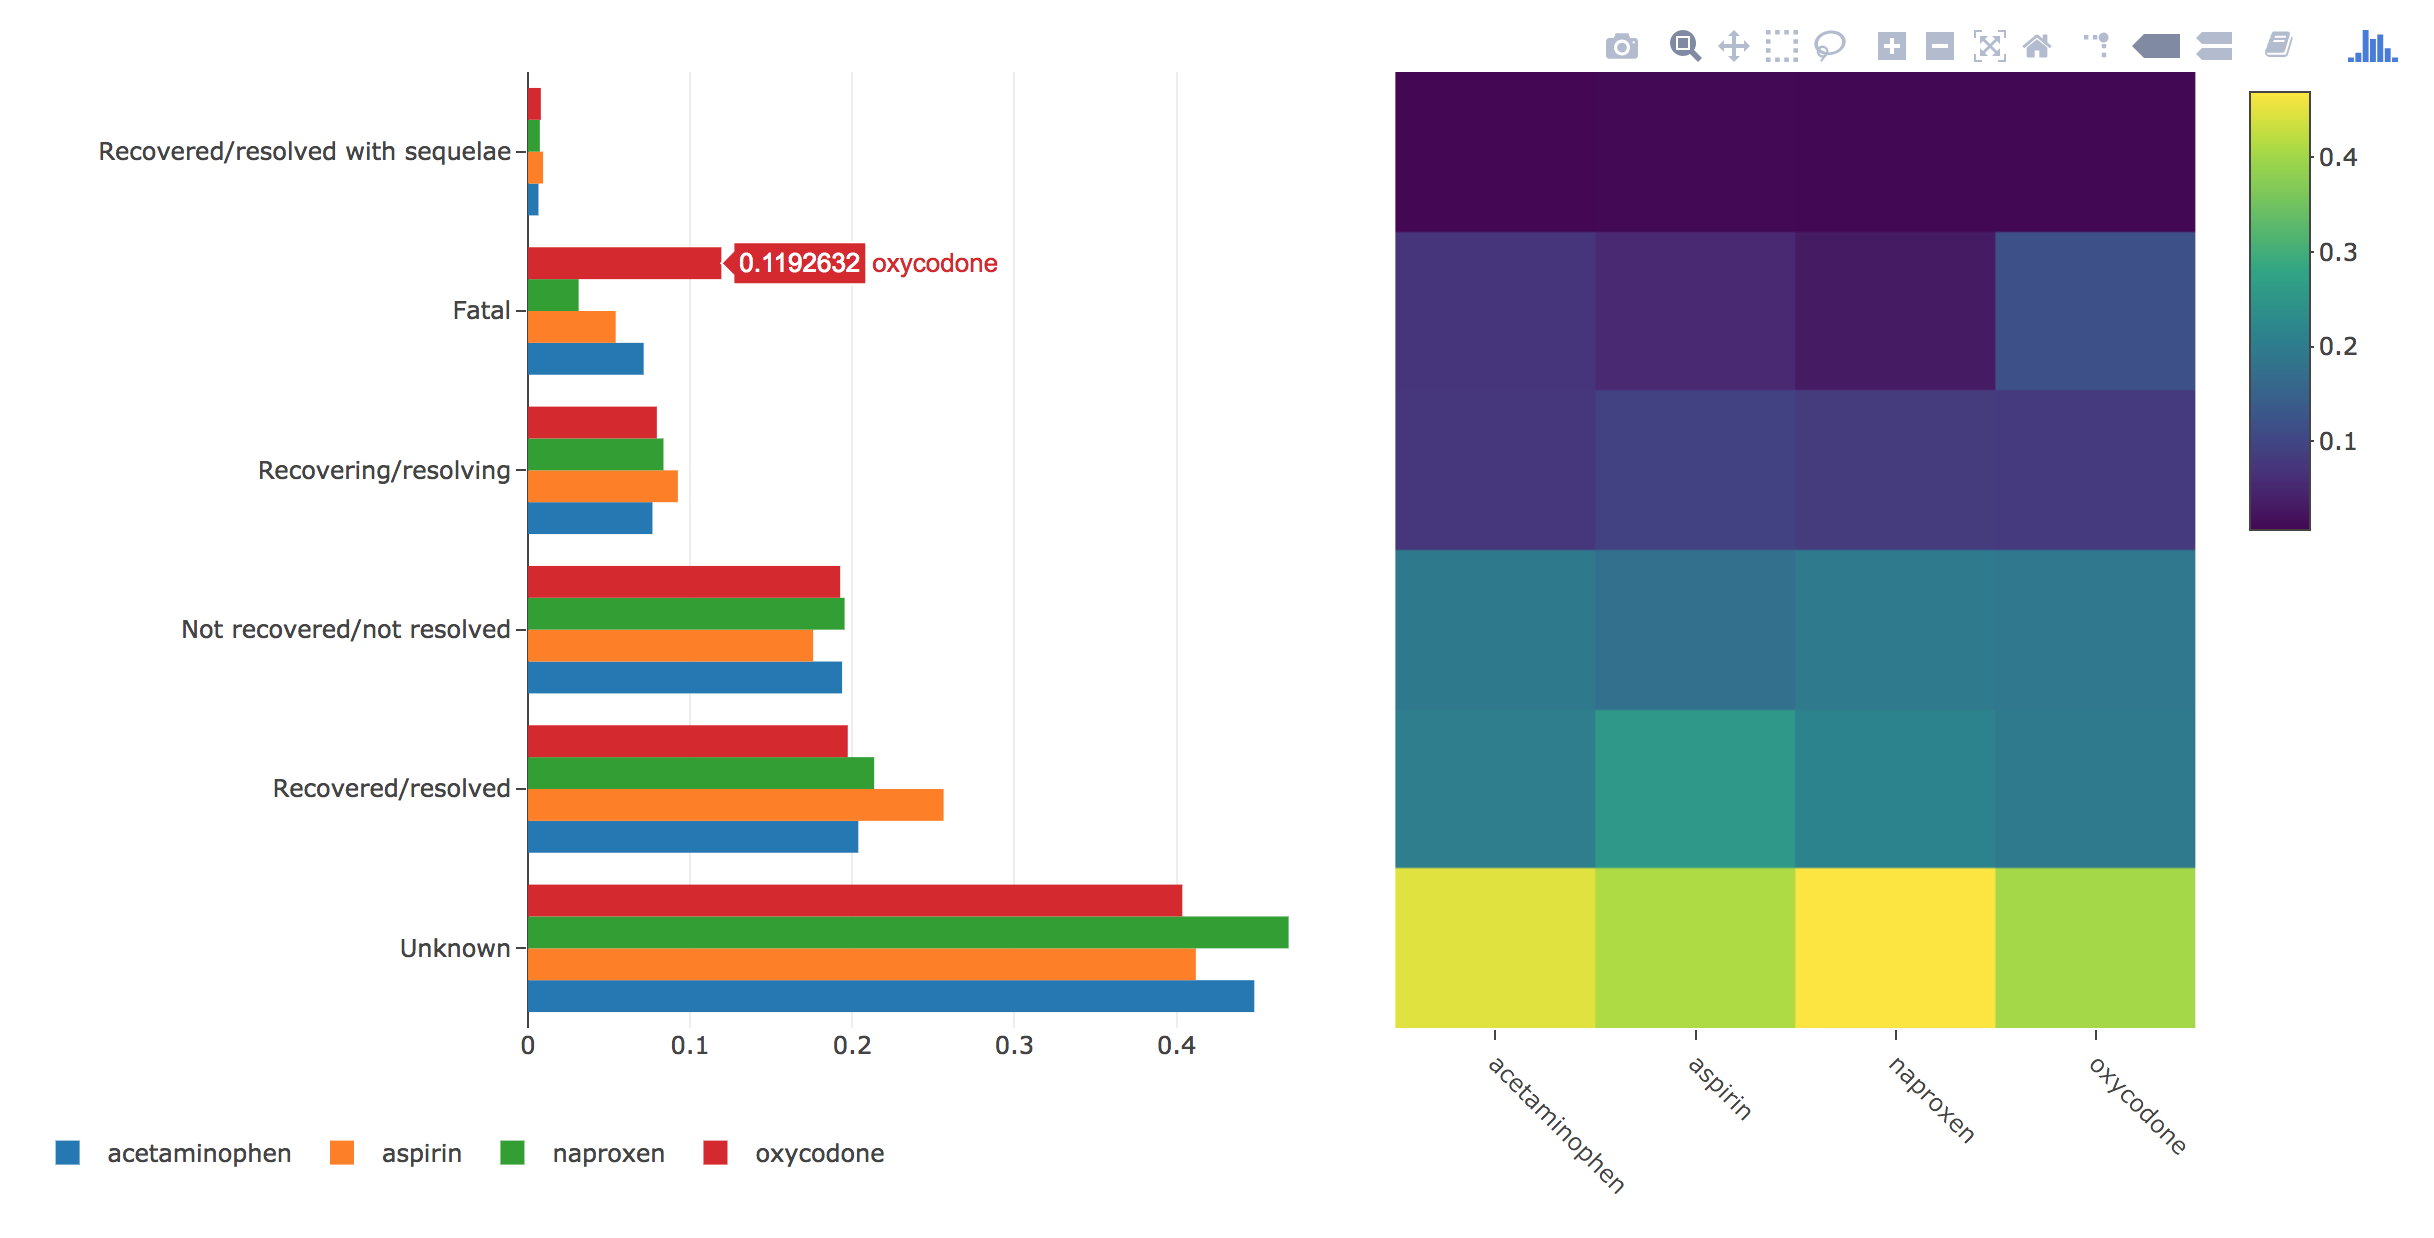 Recovered/resolved with sequelae
0.1192632 oxycodone
Fatal
Recovering/resolving
Not recovered/not resolved
Recovered/resolved
Unknown
0 0.1 0.2 0.3 0.4
acetaminophen aspirin naproxen oxycodone
0.4
0.3
0.2
0.1
acetaminophen
aspirin
naproxen
oxycodone